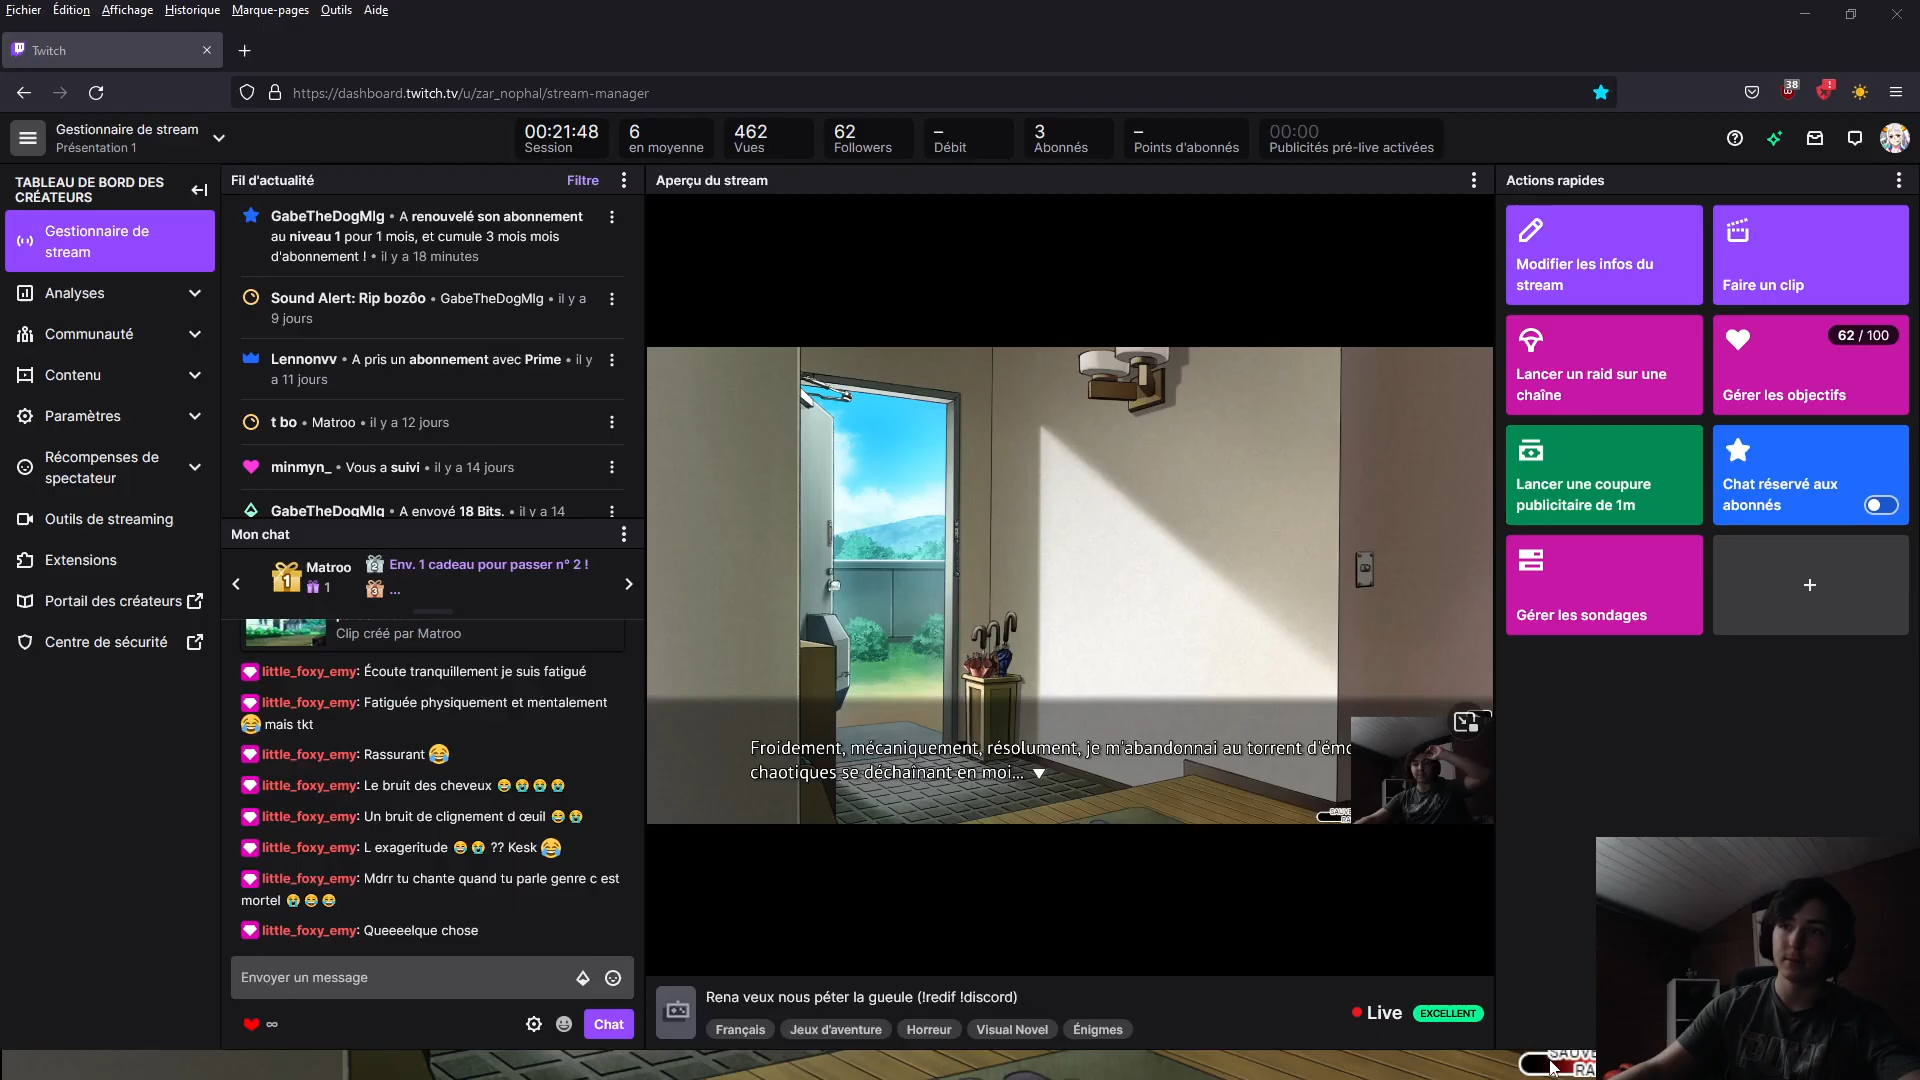 Fichier Édition Affichage Historique Marque-pages Outils Aide
Twitch
https://dashboard.twitch.tv/u/zar_nophal/stream-manager
38
!
Gestionnaire de stream
Présentation 1
00:21:48
Session
6
en moyenne
462
Vues
62
Followers
–
Débit
3
Abonnés
–
Points d'abonnés
00:00
Publicités pré-live activées
TABLEAU DE BORD DES
CRÉATEURS
Gestionnaire de
stream
Analyses
Communauté
Contenu
Paramètres
Récompenses de
spectateur
Outils de streaming
Extensions
Portail des créateurs
Centre de sécurité
Fil d'actualité
Filtre
GabeTheDogMlg • A renouvelé son abonnement
au niveau 1 pour 1 mois, et cumule 3 mois mois
d'abonnement ! • il y a 18 minutes
Sound Alert: Rip bozôo • GabeTheDogMlg • il y a
9 jours
Lennonvv • A pris un abonnement avec Prime • il y
a 11 jours
t bo • Matroo • il y a 12 jours
minmyn_ • Vous a suivi • il y a 14 jours
GabeTheDogMlg • A envoyé 18 Bits. • il y a 14
Mon chat
1
Matroo
1
2
Env. 1 cadeau pour passer n° 2 !
3
...
Clip créé par Matroo
little_foxy_emy: Écoute tranquillement je suis fatigué
little_foxy_emy: Fatiguée physiquement et mentalement
😂 mais tkt
little_foxy_emy: Rassurant 😂
little_foxy_emy: Le bruit des cheveux 😂 😭 😭 😭
little_foxy_emy: Un bruit de clignement d œuil 😂 😭
little_foxy_emy: L exageritude 😂 😭 ?? Kesk 😂
little_foxy_emy: Mdrr tu chante quand tu parle genre c est
mortel 😭 😂 😂
little_foxy_emy: Queeeelque chose
Envoyer un message
∞
Chat
Aperçu du stream
Froidement, mécaniquement, résolument, je m'abandonnai au torrent d'émo
chaotiques se déchaînant en moi... ▼
SAUVE
RA
Rena veux nous péter la gueule (!redif !discord)
Français
Jeux d'aventure
Horreur
Visual Novel
Énigmes
Live
EXCELLENT
Actions rapides
Modifier les infos du
stream
Faire un clip
Lancer un raid sur une
chaîne
62 / 100
Gérer les objectifs
Lancer une coupure
publicitaire de 1m
Chat réservé aux
abonnés
Gérer les sondages
+
SAUVE
RA